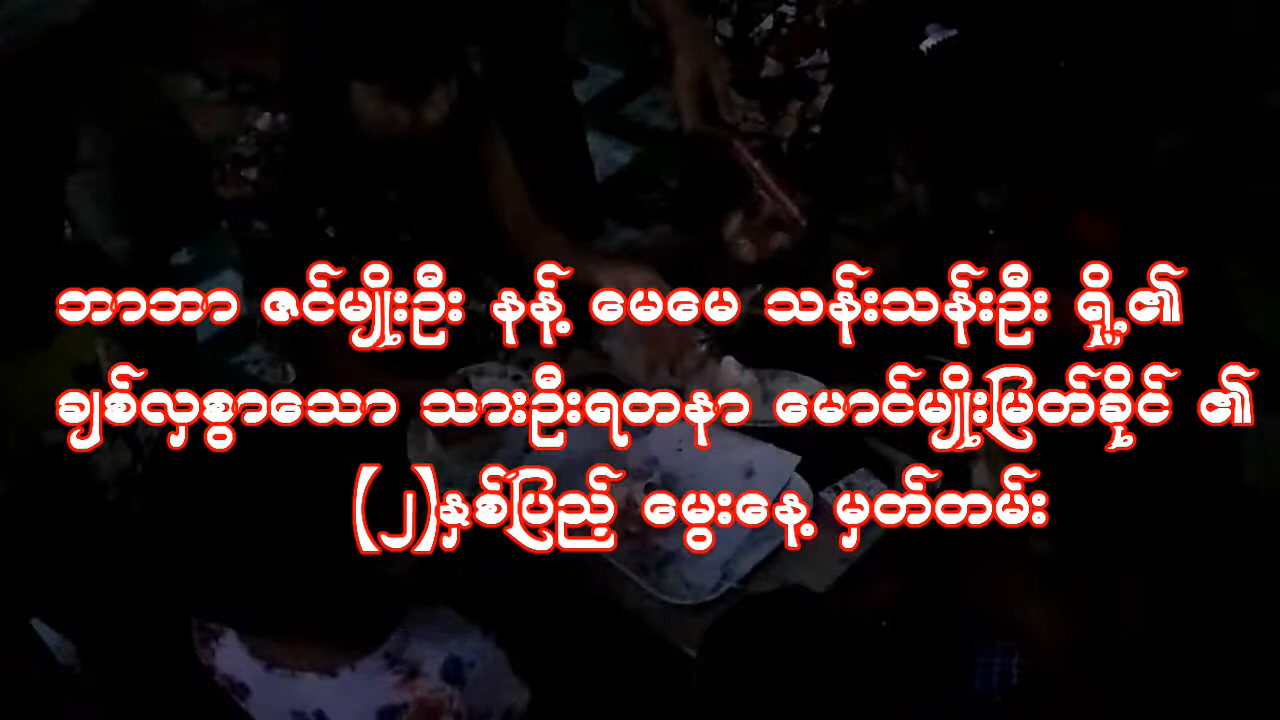 ဘာဘာ ဇင်မျိုးဦး နန့် မေမေ သန်းသန်းဦး ရို့၏
ချစ်လှစွာသော သားဦးရတနာ မောင်မျိုးမြတ်ခိုင် ၏
(၂)နှစ်ပြည့် မွေးနေ့ မှတ်တမ်း